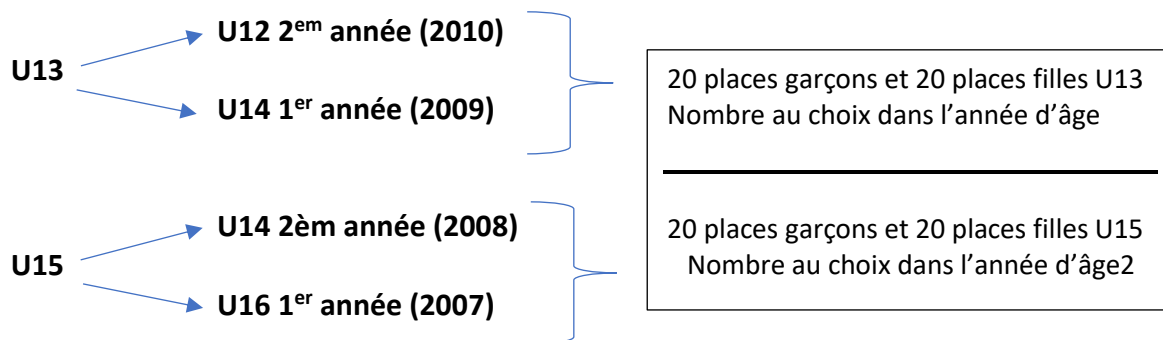 U13
U12 2em année (2010)
U14 1er année (2009)
20 places garçons et 20 places filles U13
Nombre au choix dans l’année d’âge
U15
U14 2èm année (2008)
U16 1er année (2007)
20 places garçons et 20 places filles U15
Nombre au choix dans l’année d’âge2